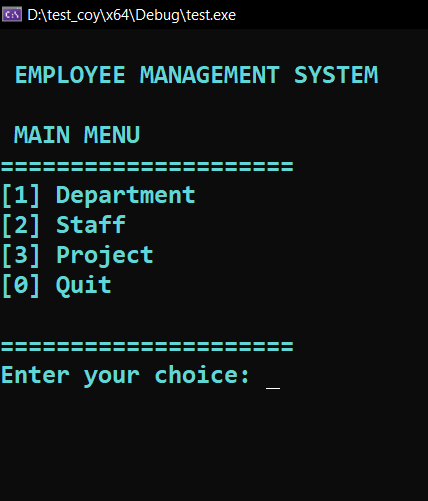 D:\test_coy\x64\Debug\test.exe
EMPLOYEE MANAGEMENT SYSTEM
MAIN MENU
=====================
[1] Department
[2] Staff
[3] Project
[0] Quit
=====================
Enter your choice: _